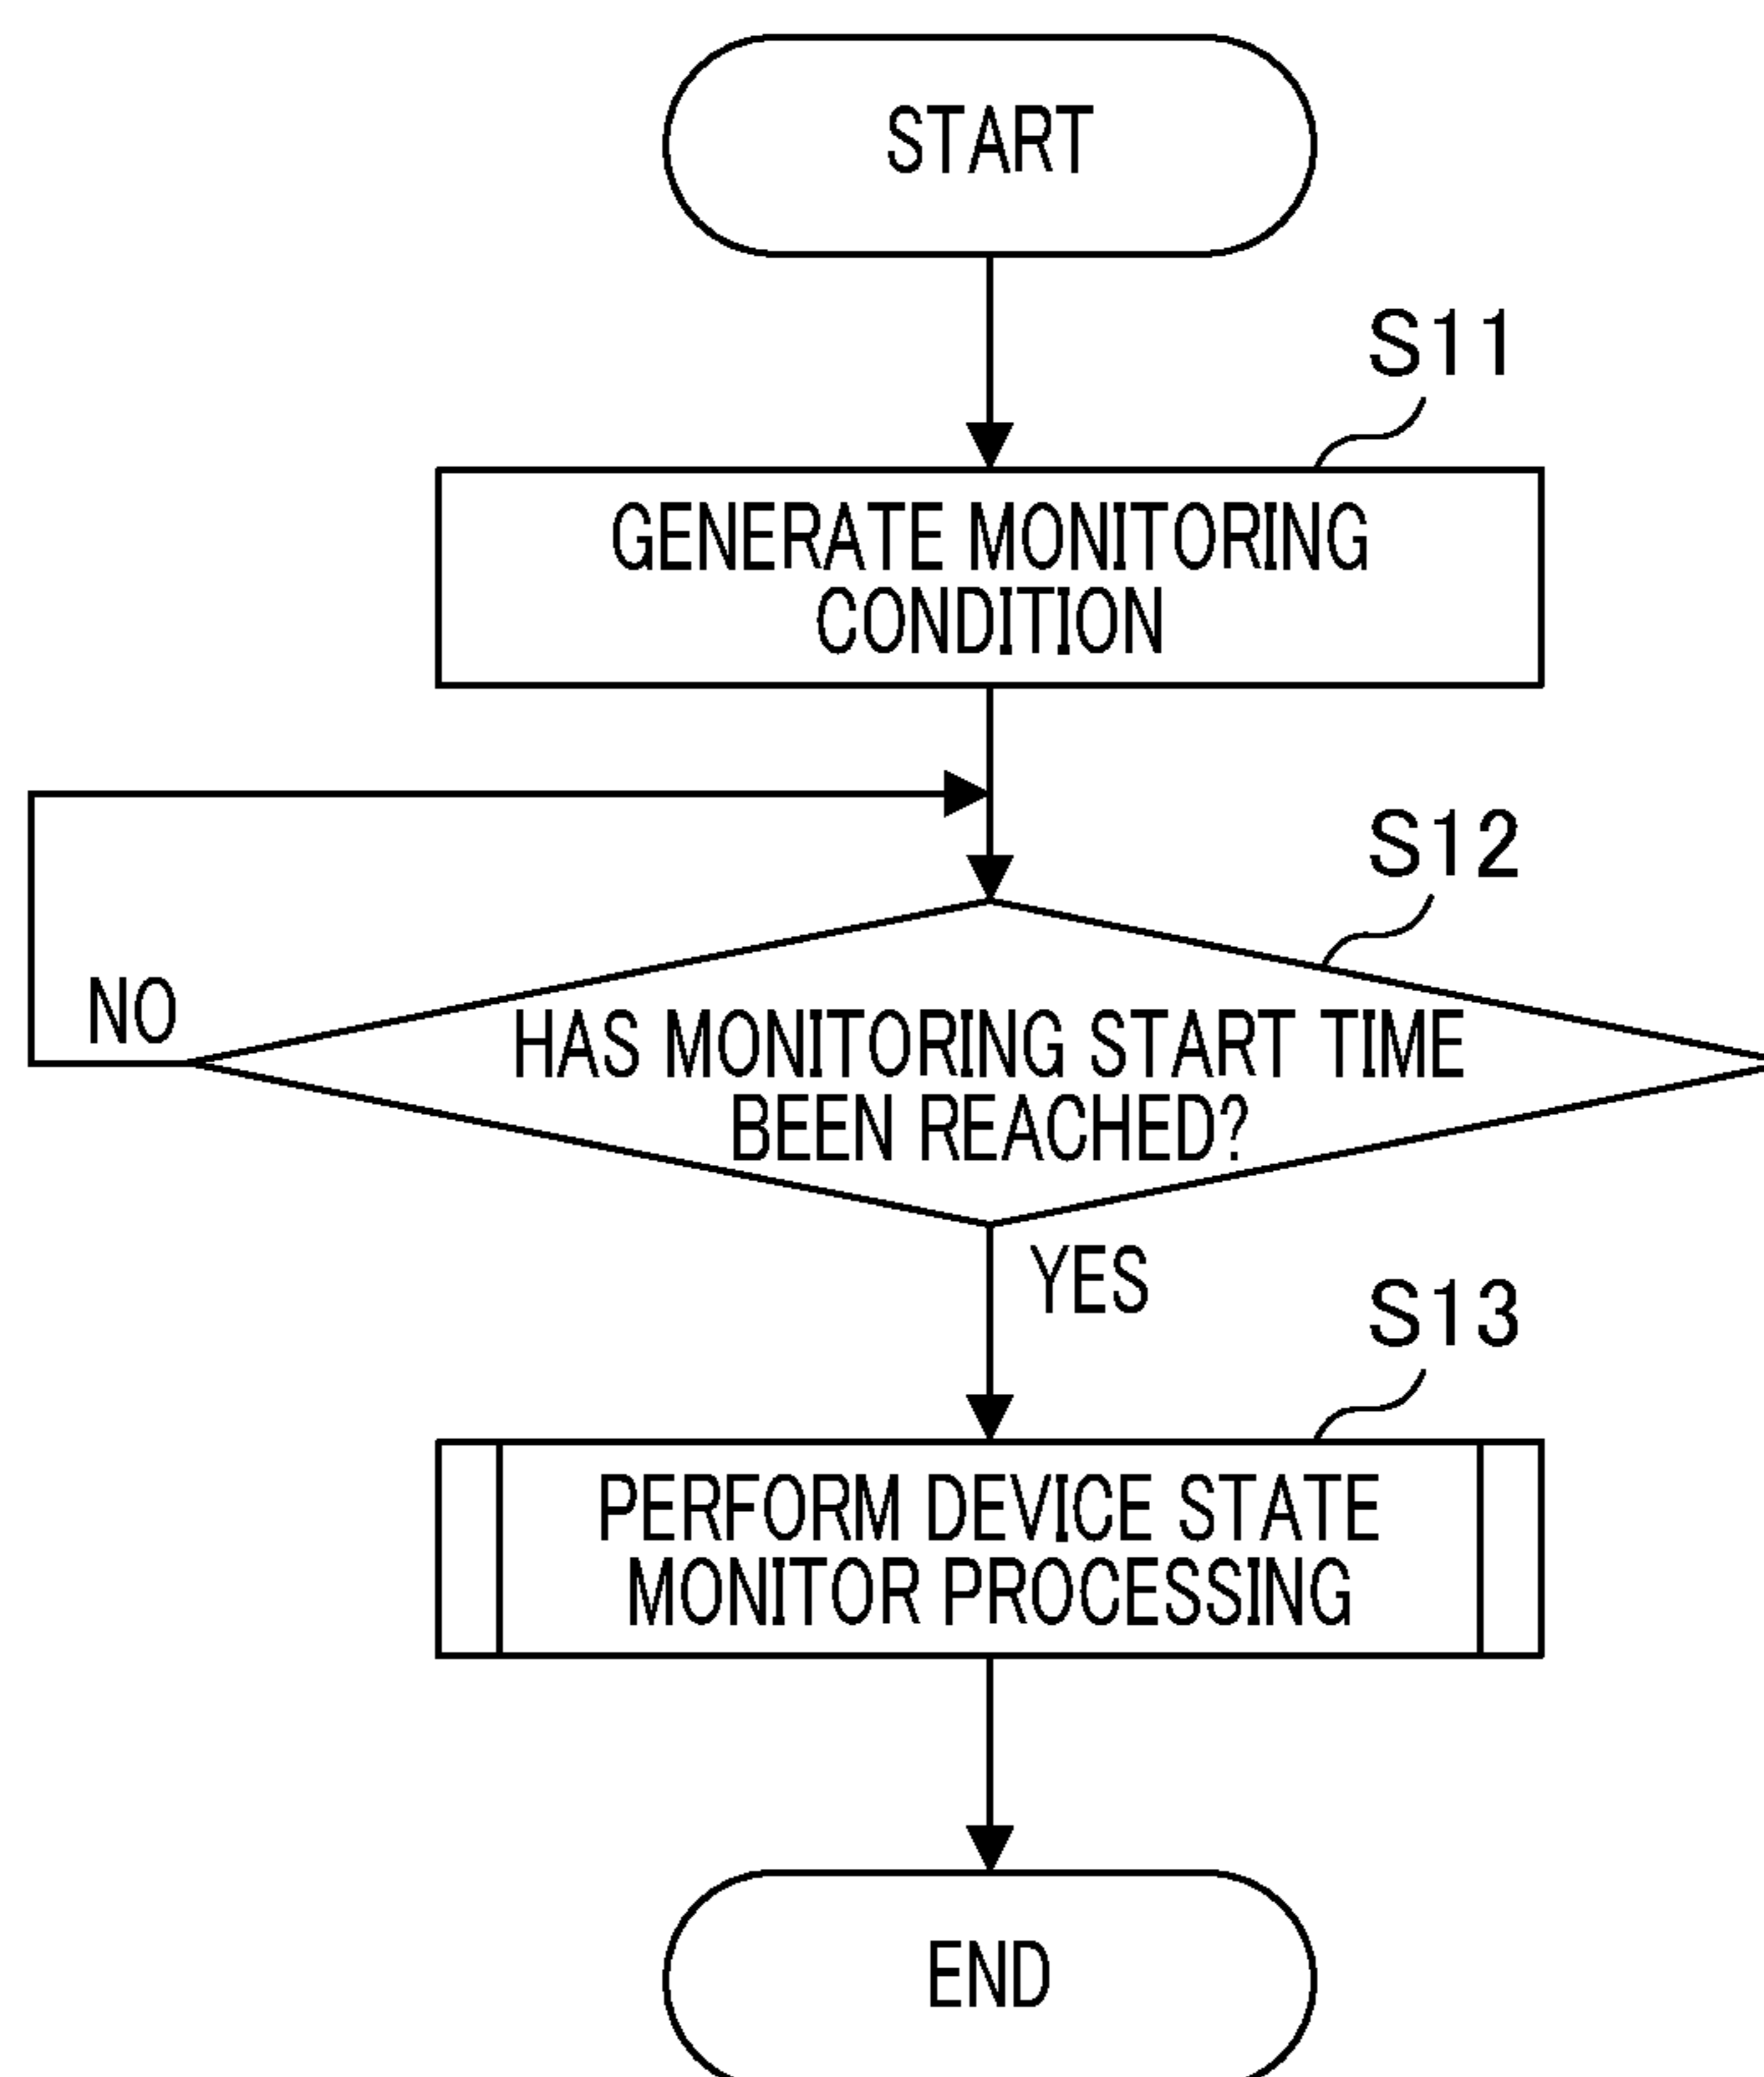 START
S11
GENERATE MONITORING
CONDITION
S12
NO
HAS MONITORING START TIME
BEEN REACHED?
YES
S13
PERFORM DEVICE STATE
MONITOR PROCESSING
END